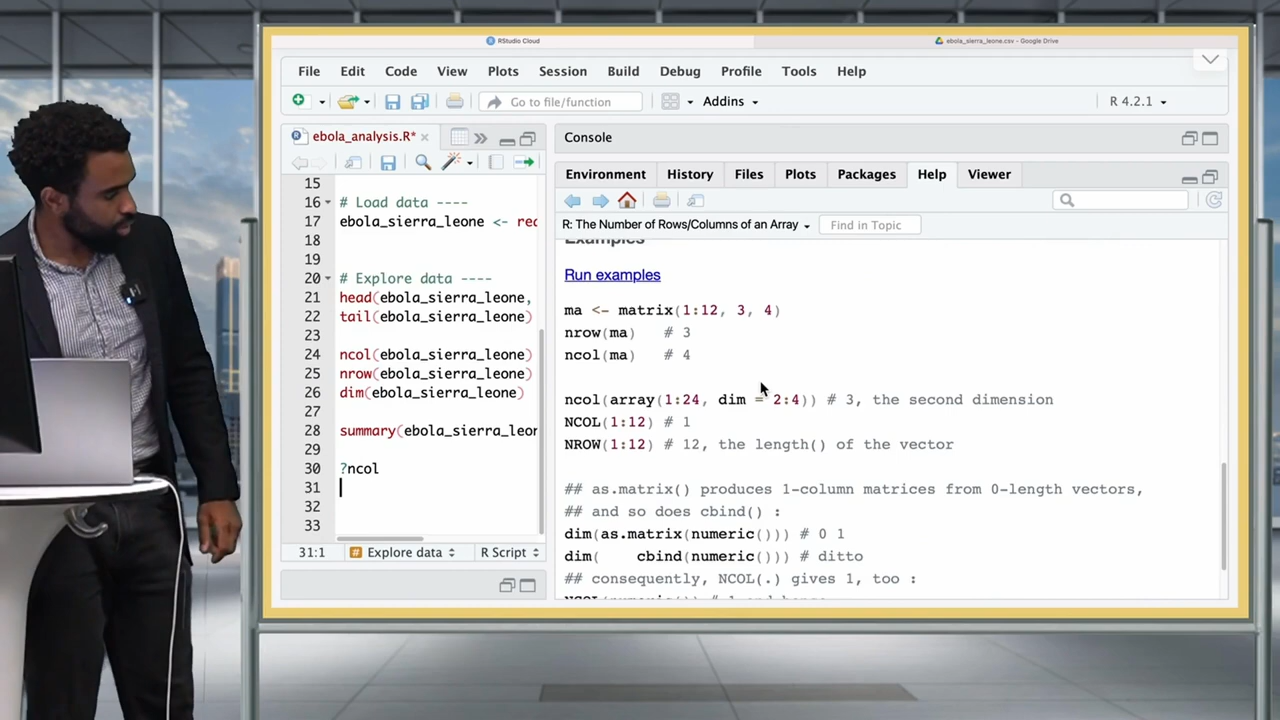 RStudio Cloud
ebola_sierra_leone.csv - Google Drive
File Edit Code View Plots Session Build Debug Profile Tools Help
Go to file/function
Addins
R 4.2.1
ebola_analysis.R*
15
16 # Load data ----
17 ebola_sierra_leone <- rea
18
19
20 # Explore data ----
21 head(ebola_sierra_leone,
22 tail(ebola_sierra_leone)
23
24 ncol(ebola_sierra_leone)
25 nrow(ebola_sierra_leone)
26 dim(ebola_sierra_leone)
27
28 summary(ebola_sierra_leon
29
30 ?ncol
31
32
33
31:1 # Explore data R Script
Console
Environment History Files Plots Packages Help Viewer
R: The Number of Rows/Columns of an Array
Find in Topic
Examples
Run examples
ma <- matrix(1:12, 3, 4)
nrow(ma) # 3
ncol(ma) # 4
ncol(array(1:24, dim = 2:4)) # 3, the second dimension
NCOL(1:12) # 1
NROW(1:12) # 12, the length() of the vector
## as.matrix() produces 1-column matrices from 0-length vectors,
## and so does cbind() :
dim(as.matrix(numeric())) # 0 1
dim( cbind(numeric())) # ditto
## consequently, NCOL(.) gives 1, too :